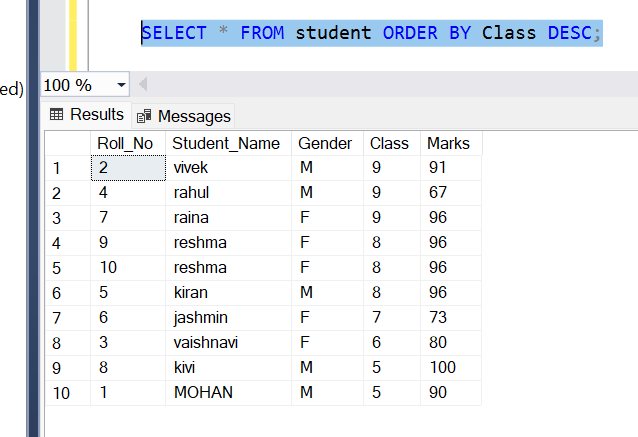 SELECT * FROM student ORDER BY Class DESC;
ed)
100 %
Results Messages
Roll_No Student_Name Gender Class Marks
1 2 vivek M 9 91
2 4 rahul M 9 67
3 7 raina F 9 96
4 9 reshma F 8 96
5 10 reshma F 8 96
6 5 kiran M 8 96
7 6 jashmin F 7 73
8 3 vaishnavi F 6 80
9 8 kivi M 5 100
10 1 MOHAN M 5 90